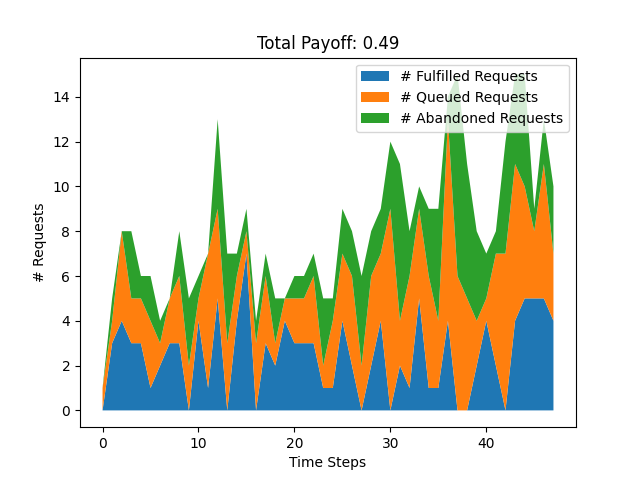 Total Payoff: 0.49
# Fulfilled Requests
# Queued Requests
# Abandoned Requests
14
12
10
8
6
4
2
0
# Requests
0
10
20
30
40
Time Steps